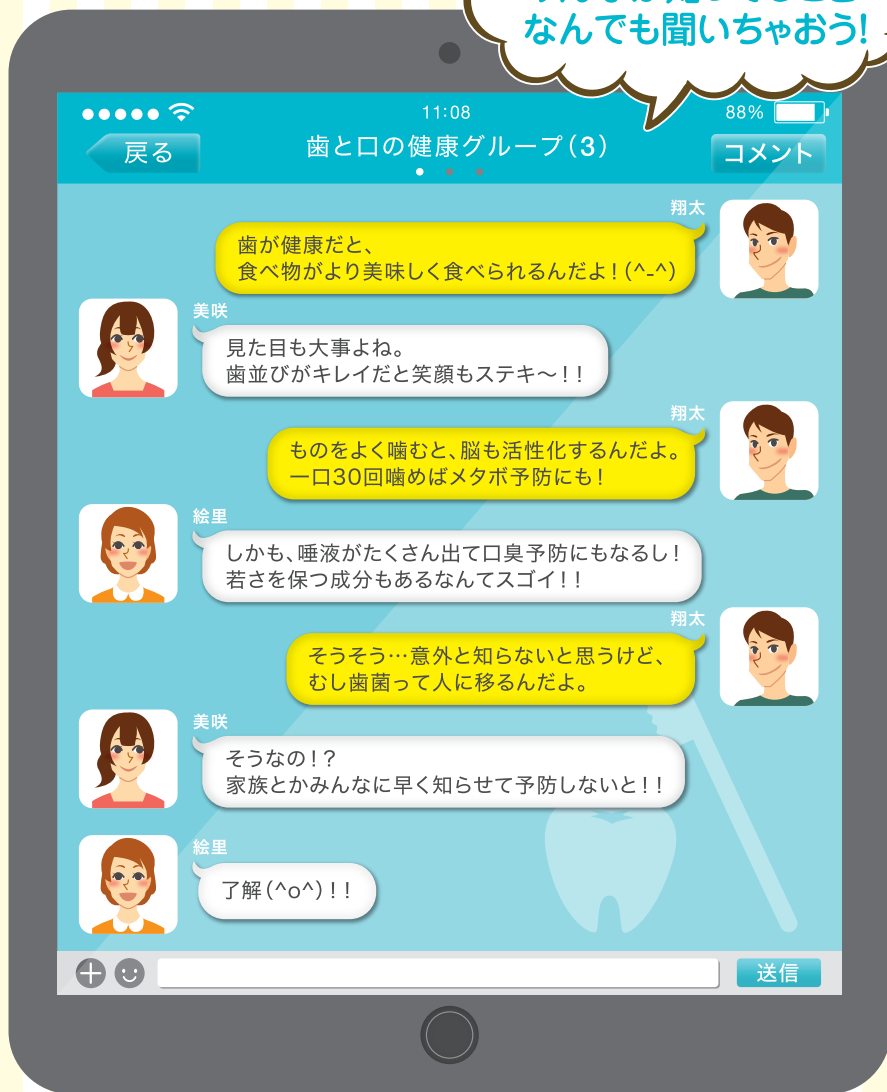 なんでも聞いちゃおう!
11:08
88%
戻る
歯と口の健康グループ(3)
コメント
翔太
歯が健康だと、
食べ物がより美味しく食べられるんだよ!(^-^)
美咲
見た目も大事よね。
歯並びがキレイだと笑顔もステキ〜!!
翔太
ものをよく噛むと、脳も活性化するんだよ。
一口30回噛めばメタボ予防にも!
絵里
しかも、唾液がたくさん出て口臭予防にもなるし!
若さを保つ成分もあるなんてスゴイ!!
翔太
そうそう…意外と知らないと思うけど、
むし歯菌って人に移るんだよ。
美咲
そうなの!?
家族とかみんなに早く知らせて予防しないと!!
絵里
了解(^o^)!!
送信